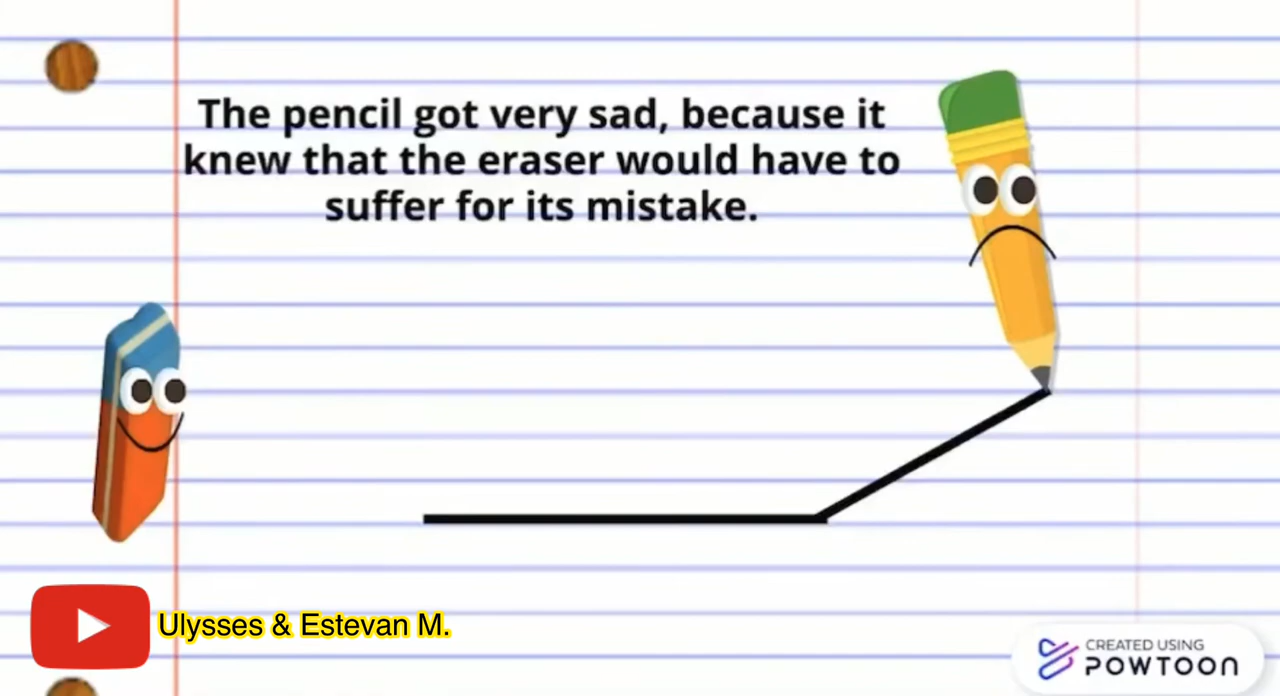 The pencil got very sad, because it
knew that the eraser would have to
suffer for its mistake.
Ulysses & Estevan M.
CREATED USING
POWTOON